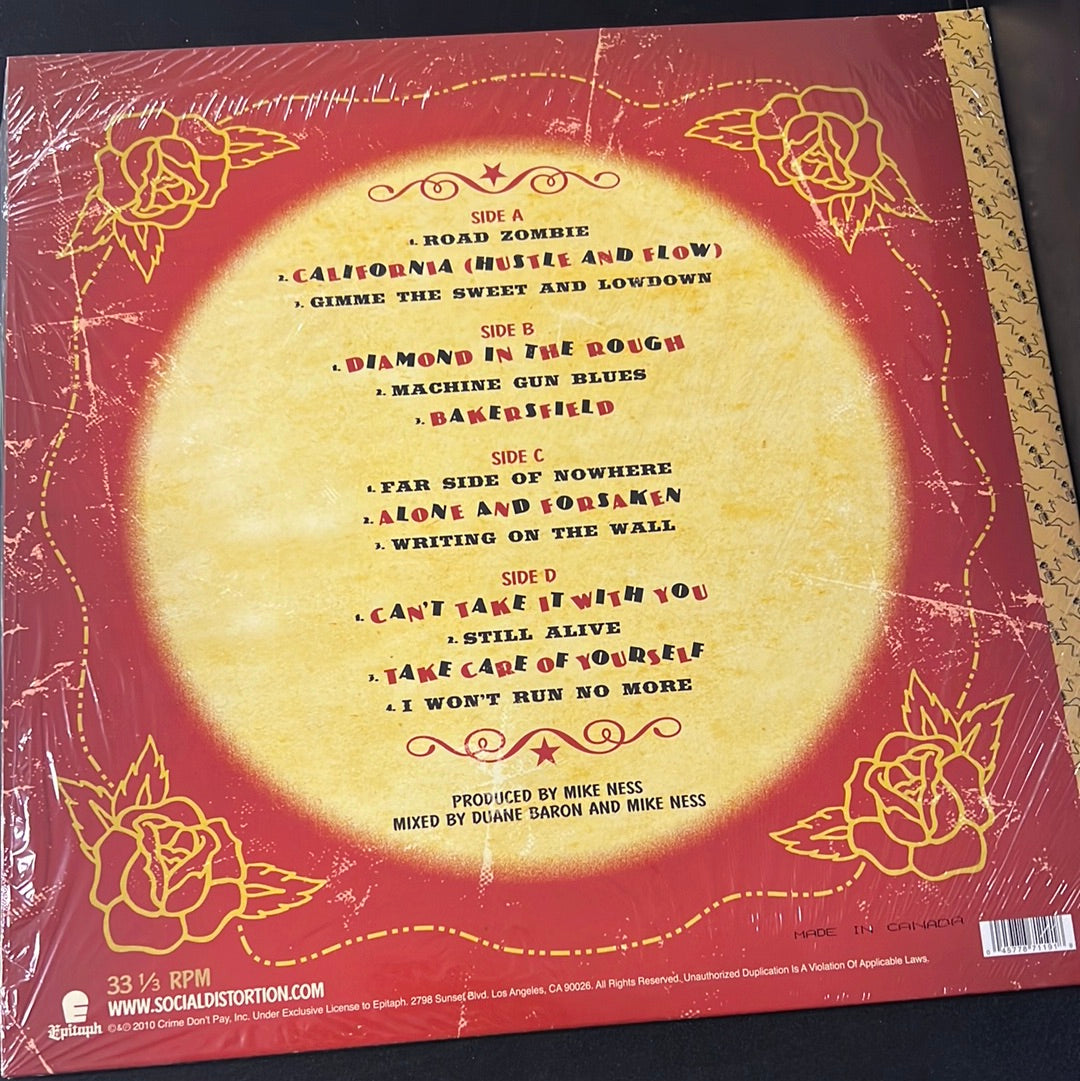 SIDE A
1. ROAD ZOMBIE
2. CALIFORNIA (HUSTLE AND FLOW)
3. GIMME THE SWEET AND LOWDOWN
SIDE B
1. DIAMOND IN THE ROUGH
2. MACHINE GUN BLUES
3. BAKERSFIELD
SIDE C
1. FAR SIDE OF NOWHERE
2. ALONE AND FORSAKEN
3. WRITING ON THE WALL
SIDE D
1. CAN'T TAKE IT WITH YOU
2. STILL ALIVE
3. TAKE CARE OF YOURSELF
4. I WON'T RUN NO MORE
PRODUCED BY MIKE NESS
MIXED BY DUANE BARON AND MIKE NESS
MADE IN CANADA
0 45778 71191 8
33 1/3 RPM
WWW.SOCIALDISTORTION.COM
Epitaph
©&℗ 2010 Crime Don't Pay, Inc. Under Exclusive License to Epitaph. 2798 Sunset Blvd. Los Angeles, CA 90026. All Rights Reserved. Unauthorized Duplication Is A Violation Of Applicable Laws.